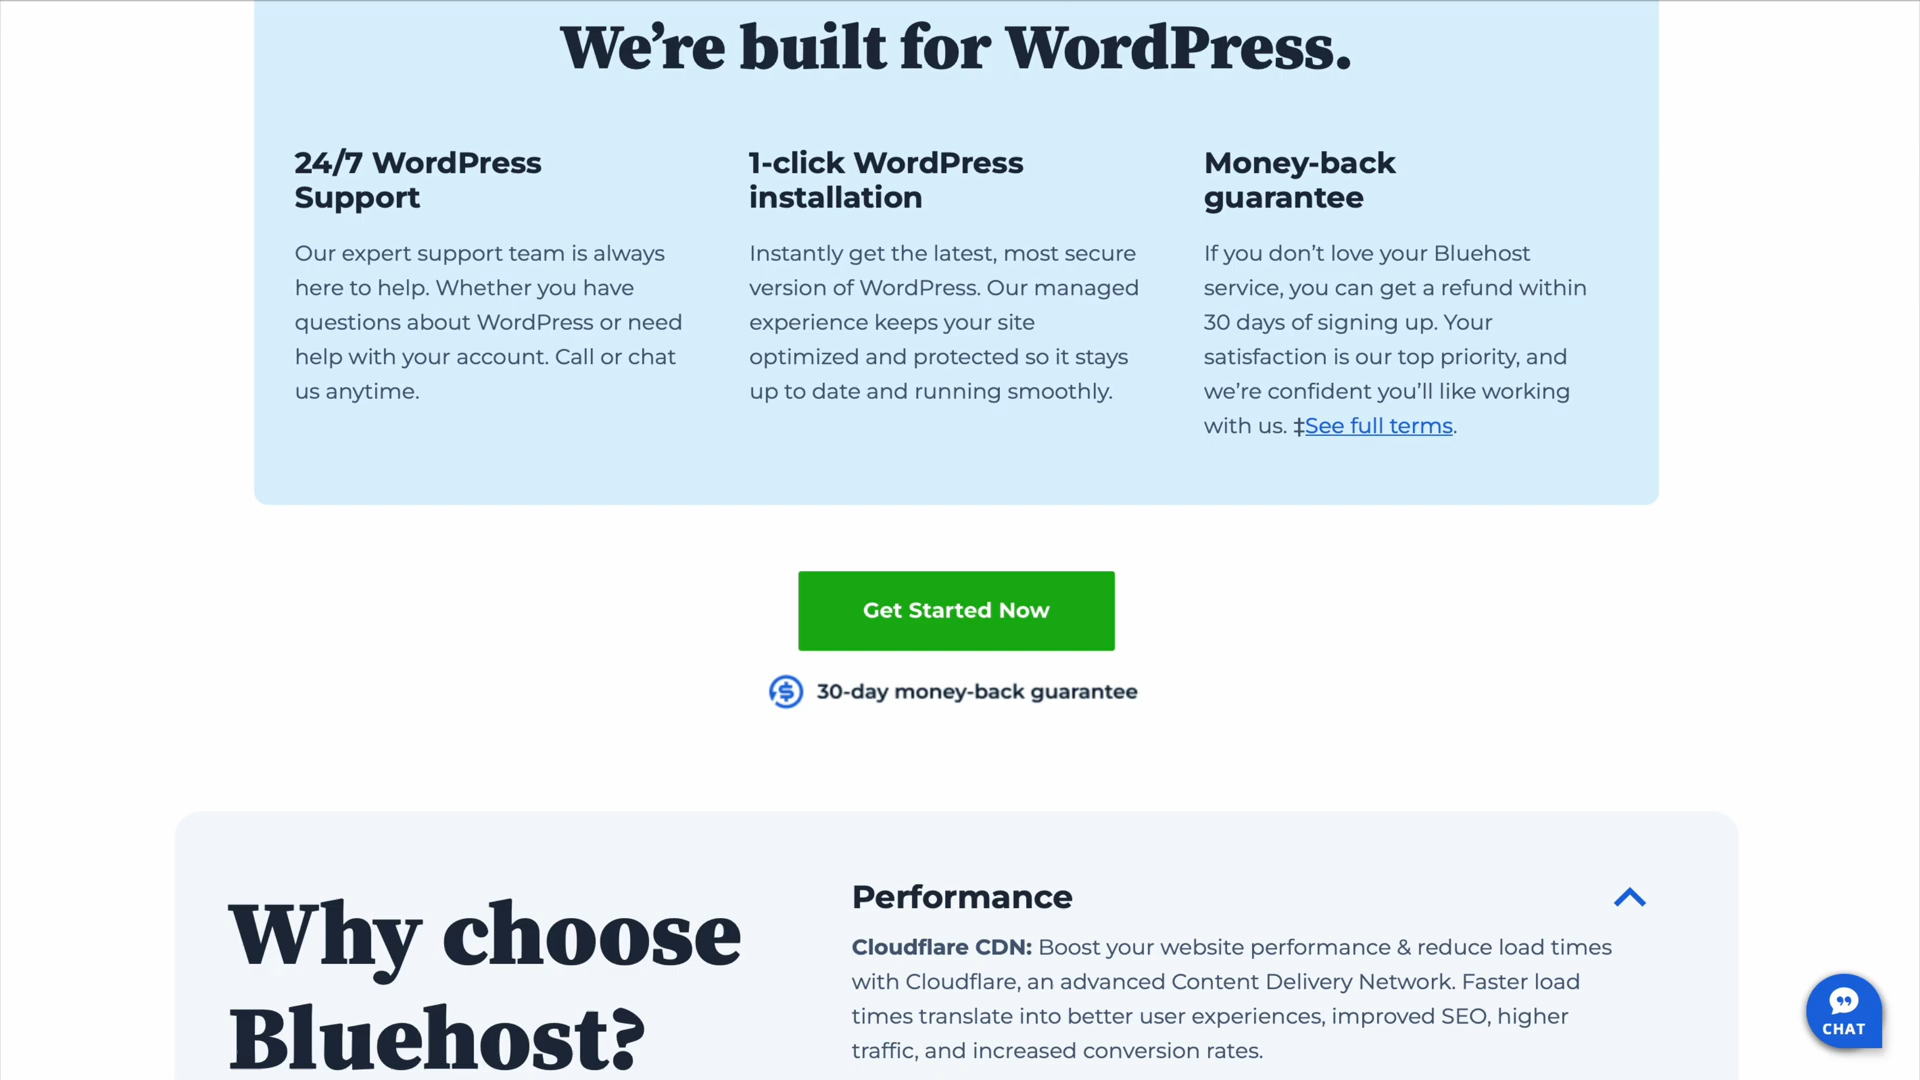 We're built for WordPress.
24/7 WordPress
Support
Our expert support team is always
here to help. Whether you have
questions about WordPress or need
help with your account. Call or chat
us anytime.
1-click WordPress
installation
Instantly get the latest, most secure
version of WordPress. Our managed
experience keeps your site
optimized and protected so it stays
up to date and running smoothly.
Money-back
guarantee
If you don't love your Bluehost
service, you can get a refund within
30 days of signing up. Your
satisfaction is our top priority, and
we're confident you'll like working
with us. ‡See full terms.
Get Started Now
30-day money-back guarantee
Why choose
Bluehost?
Performance
Cloudflare CDN: Boost your website performance & reduce load times
with Cloudflare, an advanced Content Delivery Network. Faster load
times translate into better user experiences, improved SEO, higher
traffic, and increased conversion rates.
CHAT